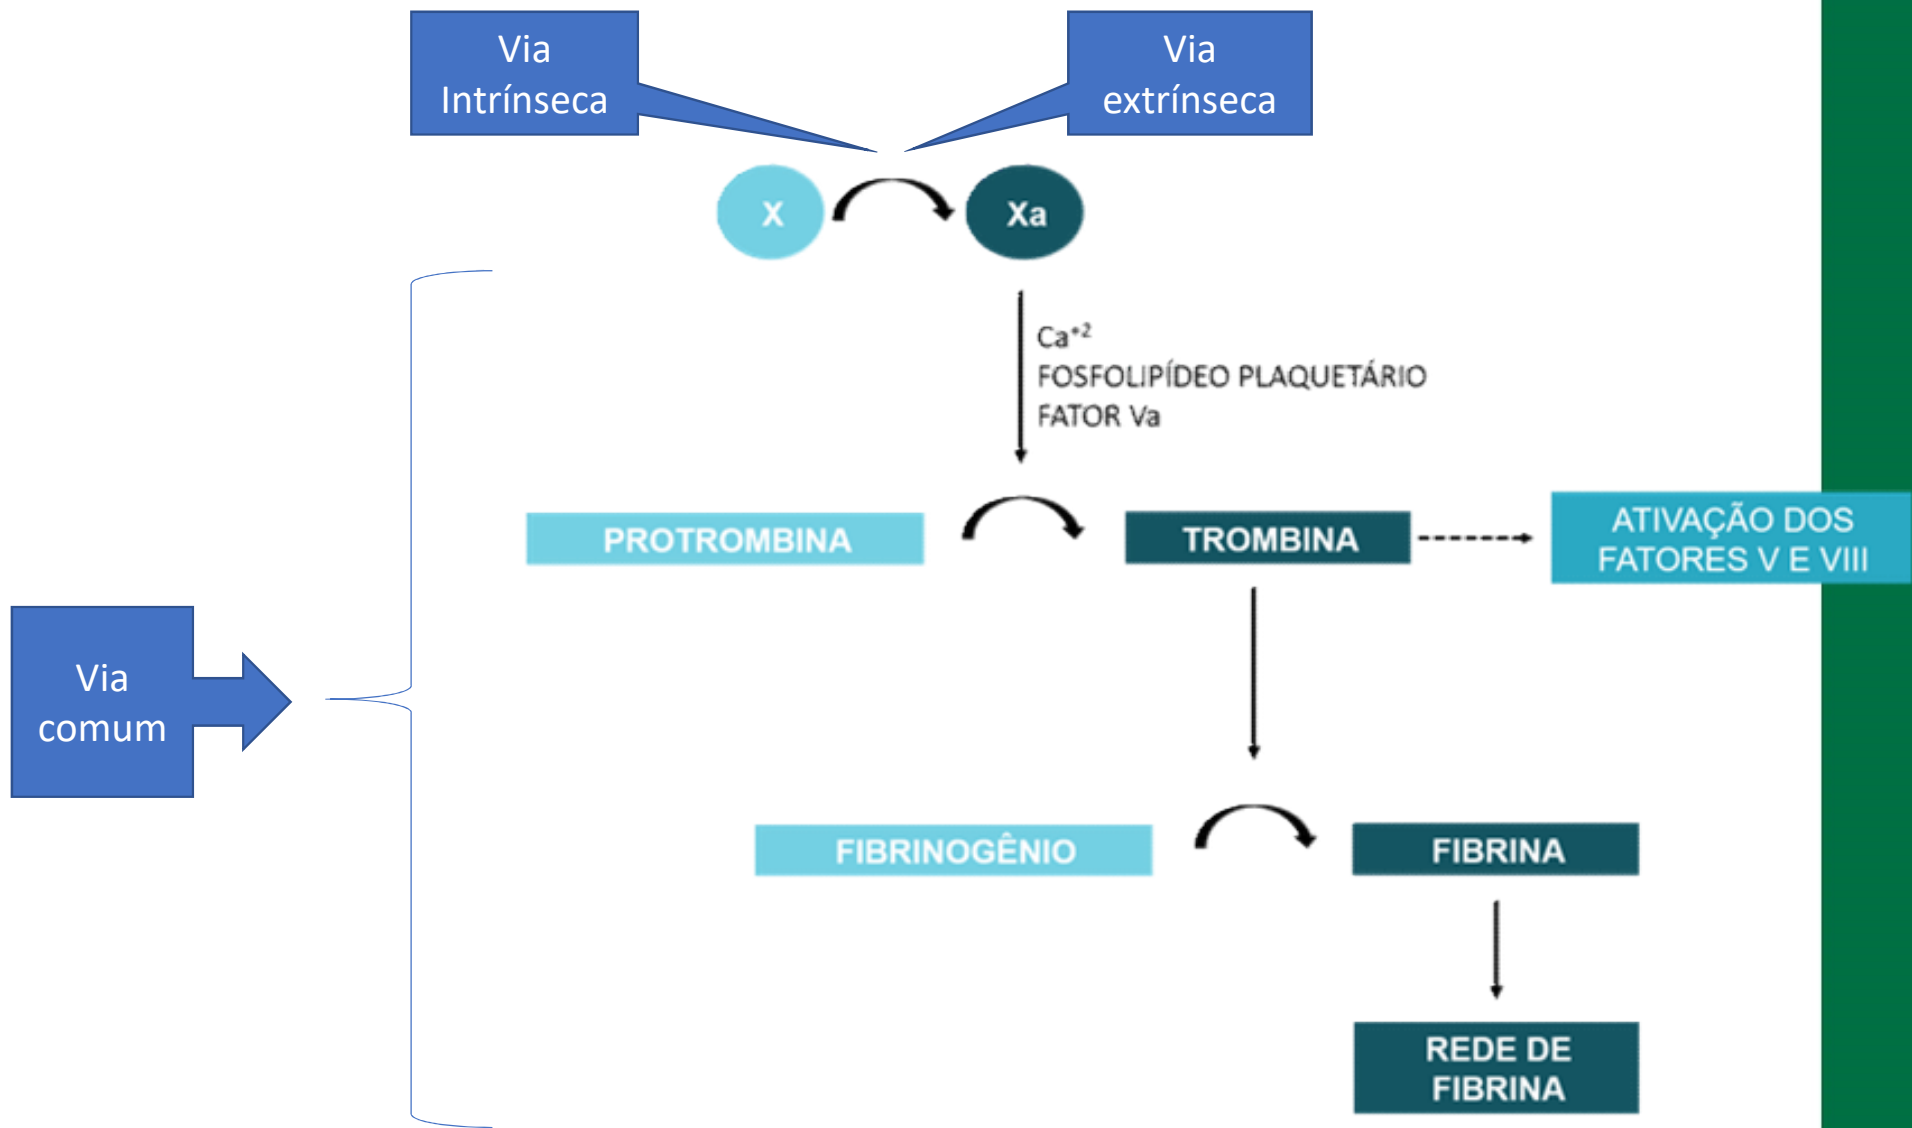 Via
Intrínseca
Via
extrínseca
X
Xa
Ca⁺²
FOSFOLIPÍDEO PLAQUETÁRIO
FATOR Va
PROTROMBINA
TROMBINA
ATIVAÇÃO DOS
FATORES V E VIII
Via
comum
FIBRINOGÊNIO
FIBRINA
REDE DE
FIBRINA